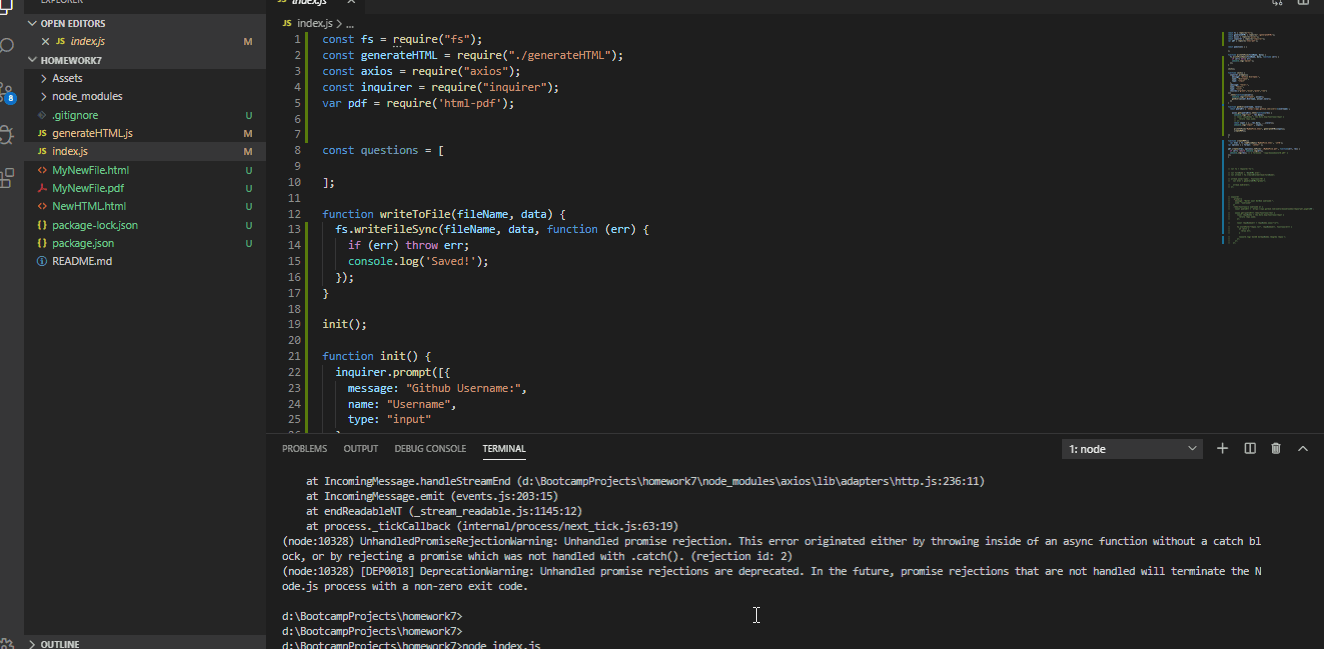 EXPLORER
index.js
OPEN EDITORS
JS index.js M
HOMEWORK7
Assets
node_modules
.gitignore U
JS generateHTML.js M
JS index.js M
<> MyNewFile.html U
MyNewFile.pdf U
<> NewHTML.html U
{} package-lock.json U
{} package.json U
README.md
OUTLINE
8
JS index.js > ...
1 const fs = require("fs");
2 const generateHTML = require("./generateHTML");
3 const axios = require("axios");
4 const inquirer = require("inquirer");
5 var pdf = require('html-pdf');
6
7
8 const questions = [
9
10 ];
11
12 function writeToFile(fileName, data) {
13 fs.writeFileSync(fileName, data, function (err) {
14 if (err) throw err;
15 console.log('Saved!');
16 });
17 }
18
19 init();
20
21 function init() {
22 inquirer.prompt([{
23 message: "Github Username:",
24 name: "Username",
25 type: "input"
PROBLEMS OUTPUT DEBUG CONSOLE TERMINAL 1: node
at IncomingMessage.handleStreamEnd (d:\BootcampProjects\homework7\node_modules\axios\lib\adapters\http.js:236:11)
at IncomingMessage.emit (events.js:203:15)
at endReadableNT (_stream_readable.js:1145:12)
at process._tickCallback (internal/process/next_tick.js:63:19)
(node:10328) UnhandledPromiseRejectionWarning: Unhandled promise rejection. This error originated either by throwing inside of an async function without a catch bl
ock, or by rejecting a promise which was not handled with .catch(). (rejection id: 2)
(node:10328) [DEP0018] DeprecationWarning: Unhandled promise rejections are deprecated. In the future, promise rejections that are not handled will terminate the N
ode.js process with a non-zero exit code.
d:\BootcampProjects\homework7>
d:\BootcampProjects\homework7>
d:\BootcampProjects\homework7>node index.js